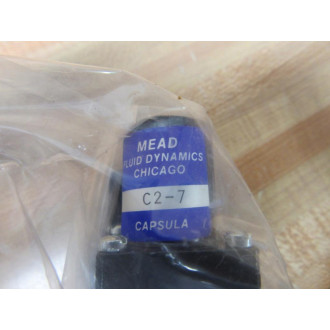 MEAD
FLUID DYNAMICS
CHICAGO
C2-7
CAPSULA